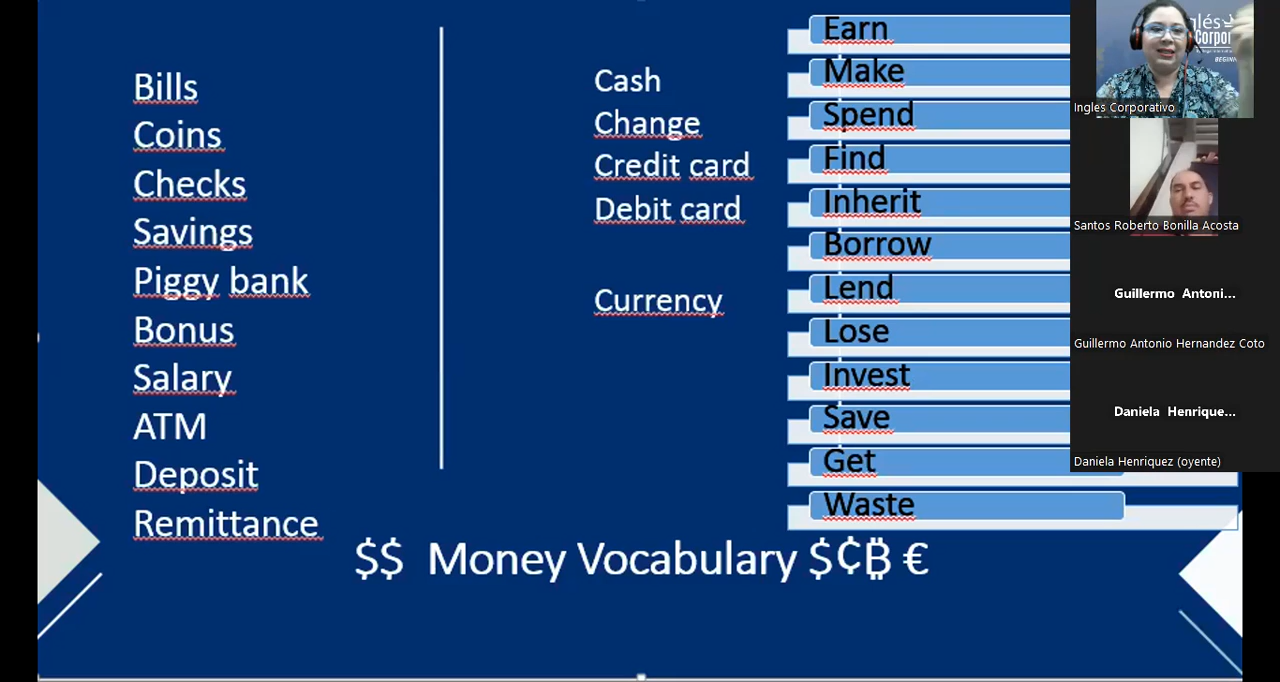 Bills
Coins
Checks
Savings
Piggy bank
Bonus
Salary
ATM
Deposit
Remittance
Cash
Change
Credit card
Debit card
Currency
Earn
Make
Spend
Find
Inherit
Borrow
Lend
Lose
Invest
Save
Get
Waste
$$ Money Vocabulary $₵₿ €
Ingles Corporativo
Santos Roberto Bonilla Acosta
Guillermo Antoni...
Guillermo Antonio Hernandez Coto
Daniela Henrique...
Daniela Henriquez (oyente)